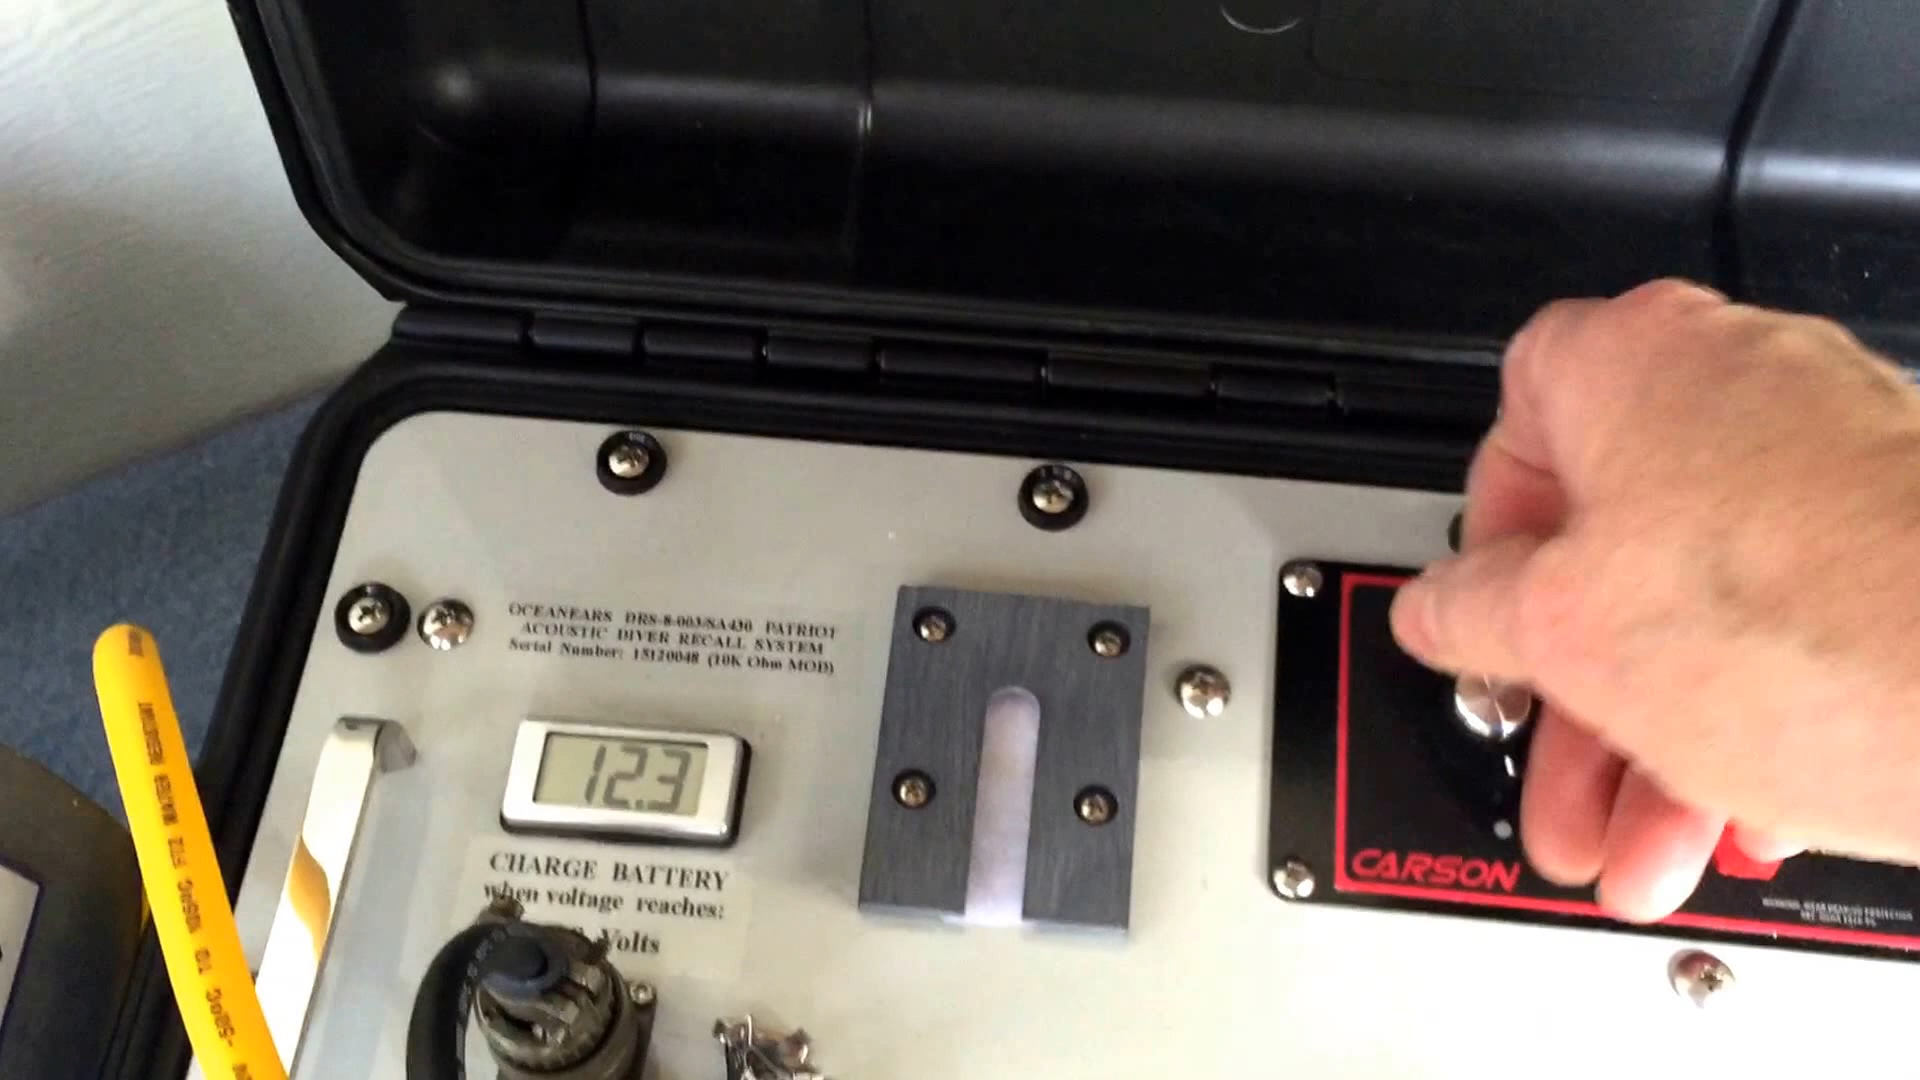 OCEANEARS DRS-8-003/SA430 PATRIOT
ACOUSTIC DIVER RECALL SYSTEM
Serial Number: 15120048 (10K Ohm MOD)
12.3
CHARGE BATTERY
when voltage reaches:
Volts
CARSON